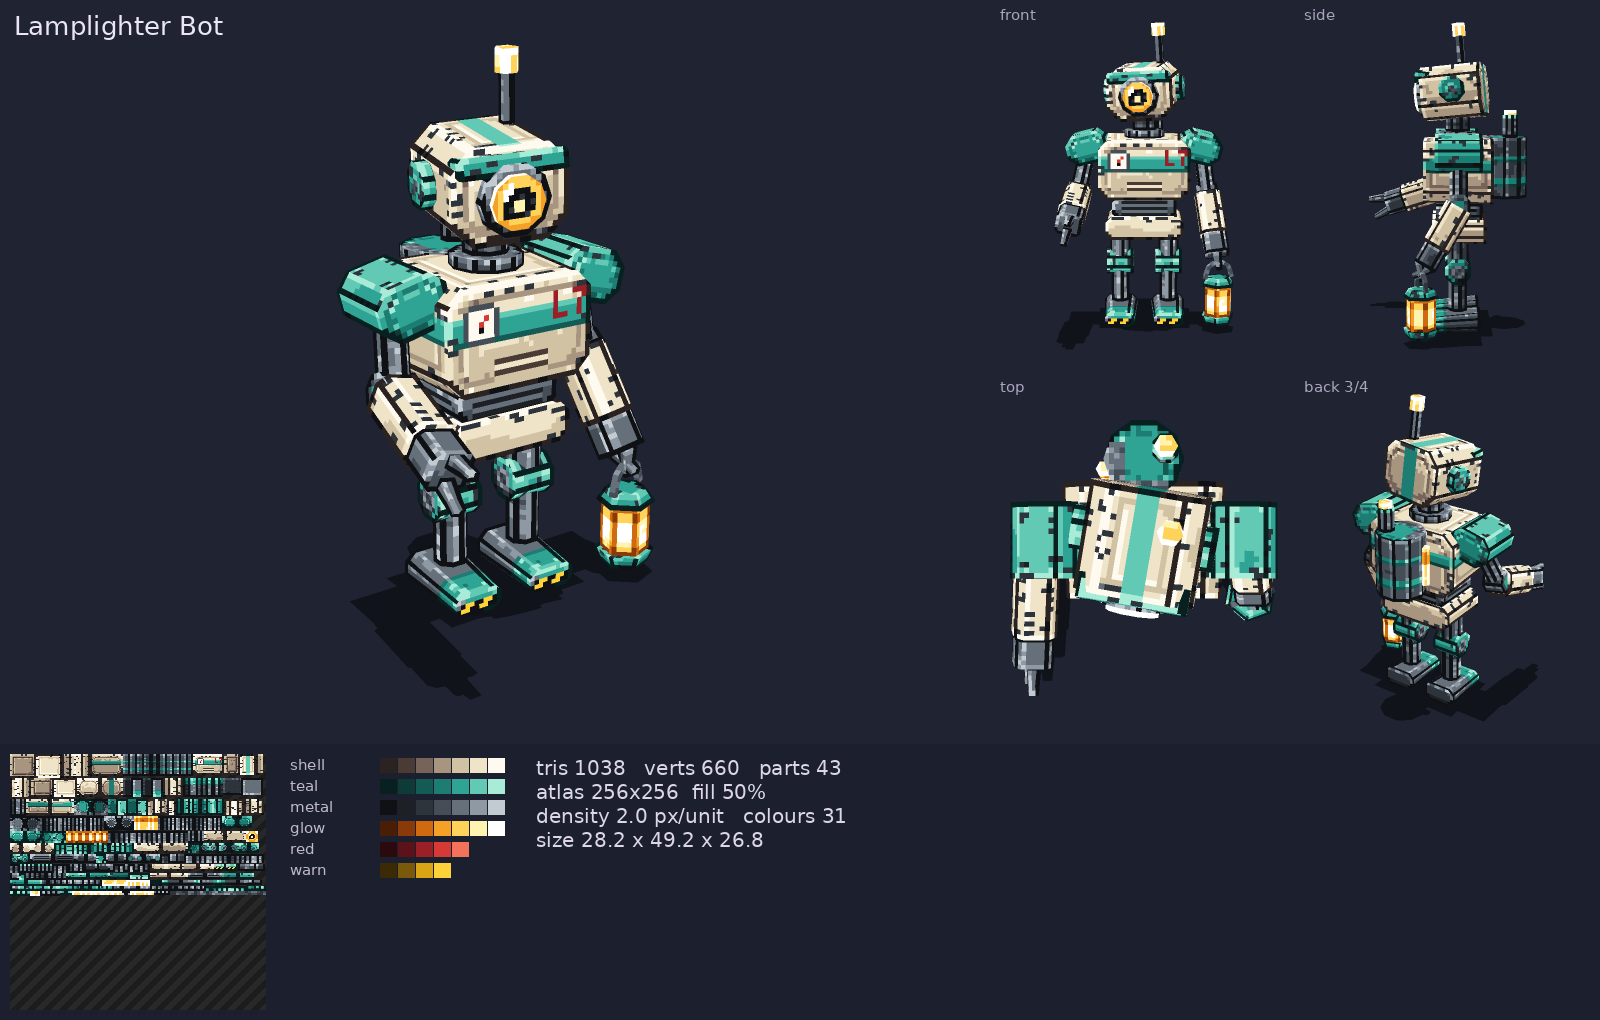 Lamplighter Bot
front
side
top
back 3/4
shell
teal
metal
glow
red
warn
tris 1038 verts 660 parts 43
atlas 256x256 fill 50%
density 2.0 px/unit colours 31
size 28.2 x 49.2 x 26.8